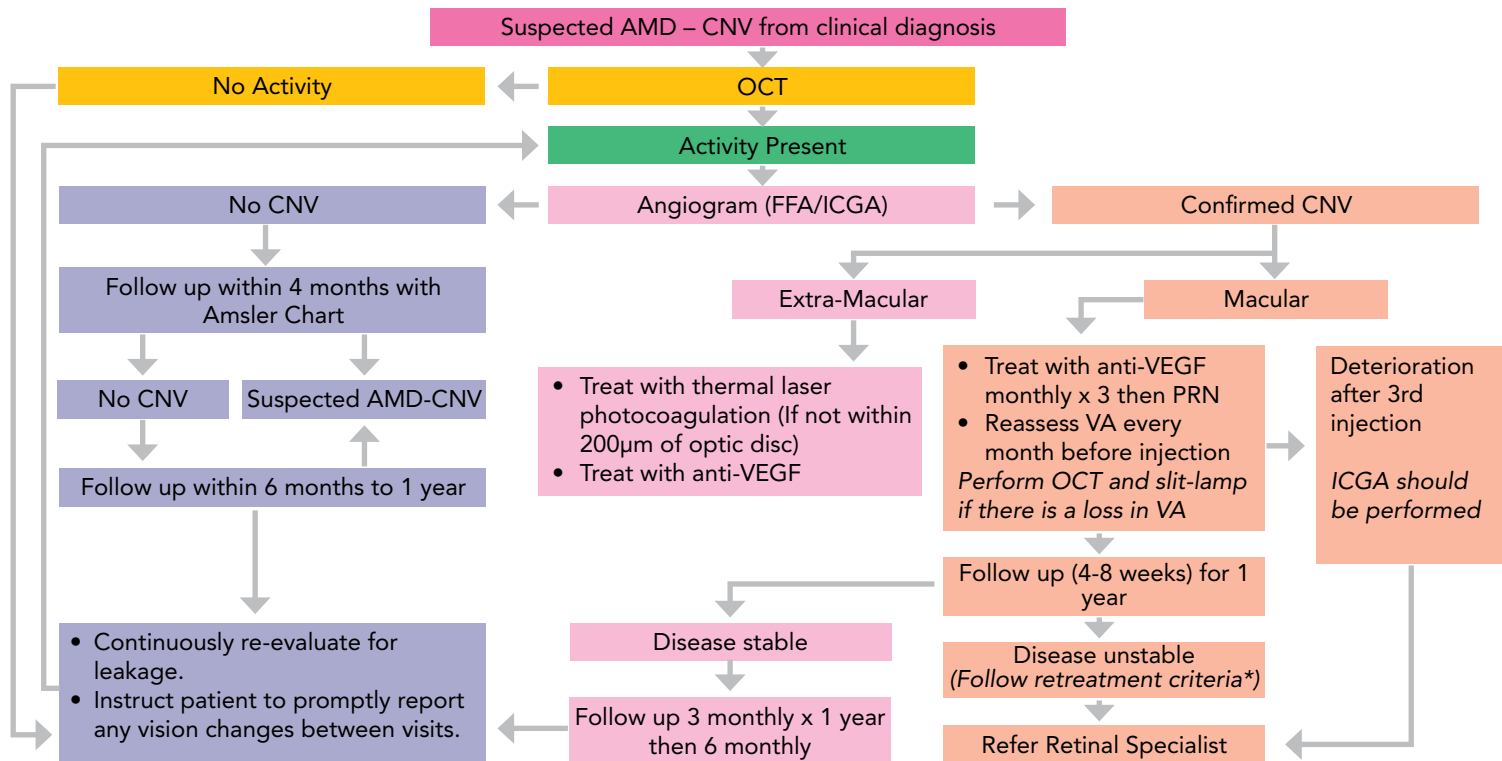 Suspected AMD – CNV from clinical diagnosis
No Activity
OCT
Activity Present
No CNV
Angiogram (FFA/ICGA)
Confirmed CNV
Follow up within 4 months with
Amsler Chart
Extra-Macular
Macular
No CNV
Suspected AMD-CNV
Follow up within 6 months to 1 year
• Treat with thermal laser
photocoagulation (If not within
200µm of optic disc)
• Treat with anti-VEGF
• Treat with anti-VEGF
monthly x 3 then PRN
• Reassess VA every
month before injection
Perform OCT and slit-lamp
if there is a loss in VA
Deterioration
after 3rd
injection
ICGA should
be performed
Follow up (4-8 weeks) for 1
year
• Continuously re-evaluate for
leakage.
• Instruct patient to promptly report
any vision changes between visits.
Disease stable
Follow up 3 monthly x 1 year
then 6 monthly
Disease unstable
(Follow retreatment criteria*)
Refer Retinal Specialist